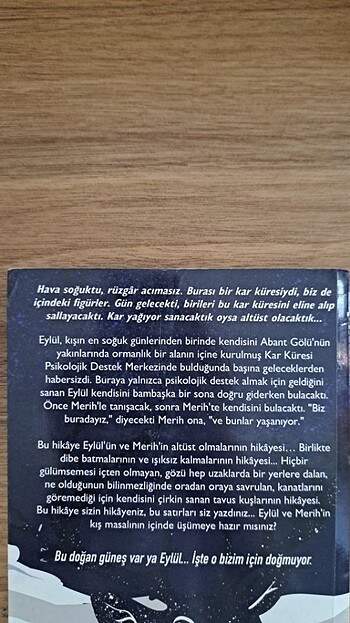 Hava soğuktu, rüzgâr acımasız. Burası bir kar küresiydi, biz de
içindeki figürler. Gün gelecekti, birileri bu kar küresini eline alıp
sallayacaktı. Kar yağıyor sanacaktık oysa altüst olacaktık...
Eylül, kışın en soğuk günlerinden birinde kendisini Abant Gölü'nün
yakınlarında ormanlık bir alanın içine kurulmuş Kar Küresi
Psikolojik Destek Merkezinde bulduğunda başına geleceklerden
habersizdi. Buraya yalnızca psikolojik destek almak için geldiğini
sanan Eylül kendisini bambaşka bir sona doğru giderken bulacaktı.
Önce Merih'le tanışacak, sonra Merih'te kendisini bulacaktı. "Biz
buradayız," diyecekti Merih ona, "ve bunlar yaşanıyor."
Bu hikâye Eylül'ün ve Merih'in altüst olmalarının hikâyesi... Birlikte
dibe batmalarının ve ışıksız kalmalarının hikâyesi... Hiçbir
gülümsemesi içten olmayan, gözü hep uzaklarda bir yerlere dalan,
ne olduğunun bilinmezliğinde oradan oraya savrulan, kanatlarını
göremediği için kendisini çirkin sanan tavus kuşlarının hikâyesi.
Bu hikâye sizin hikâyeniz, bu satırları siz yazdınız... Eylül ve Merih'in
kış masalının içinde üşümeye hazır mısınız?
Bu doğan güneş var ya Eylül... İşte o bizim için doğmuyor.